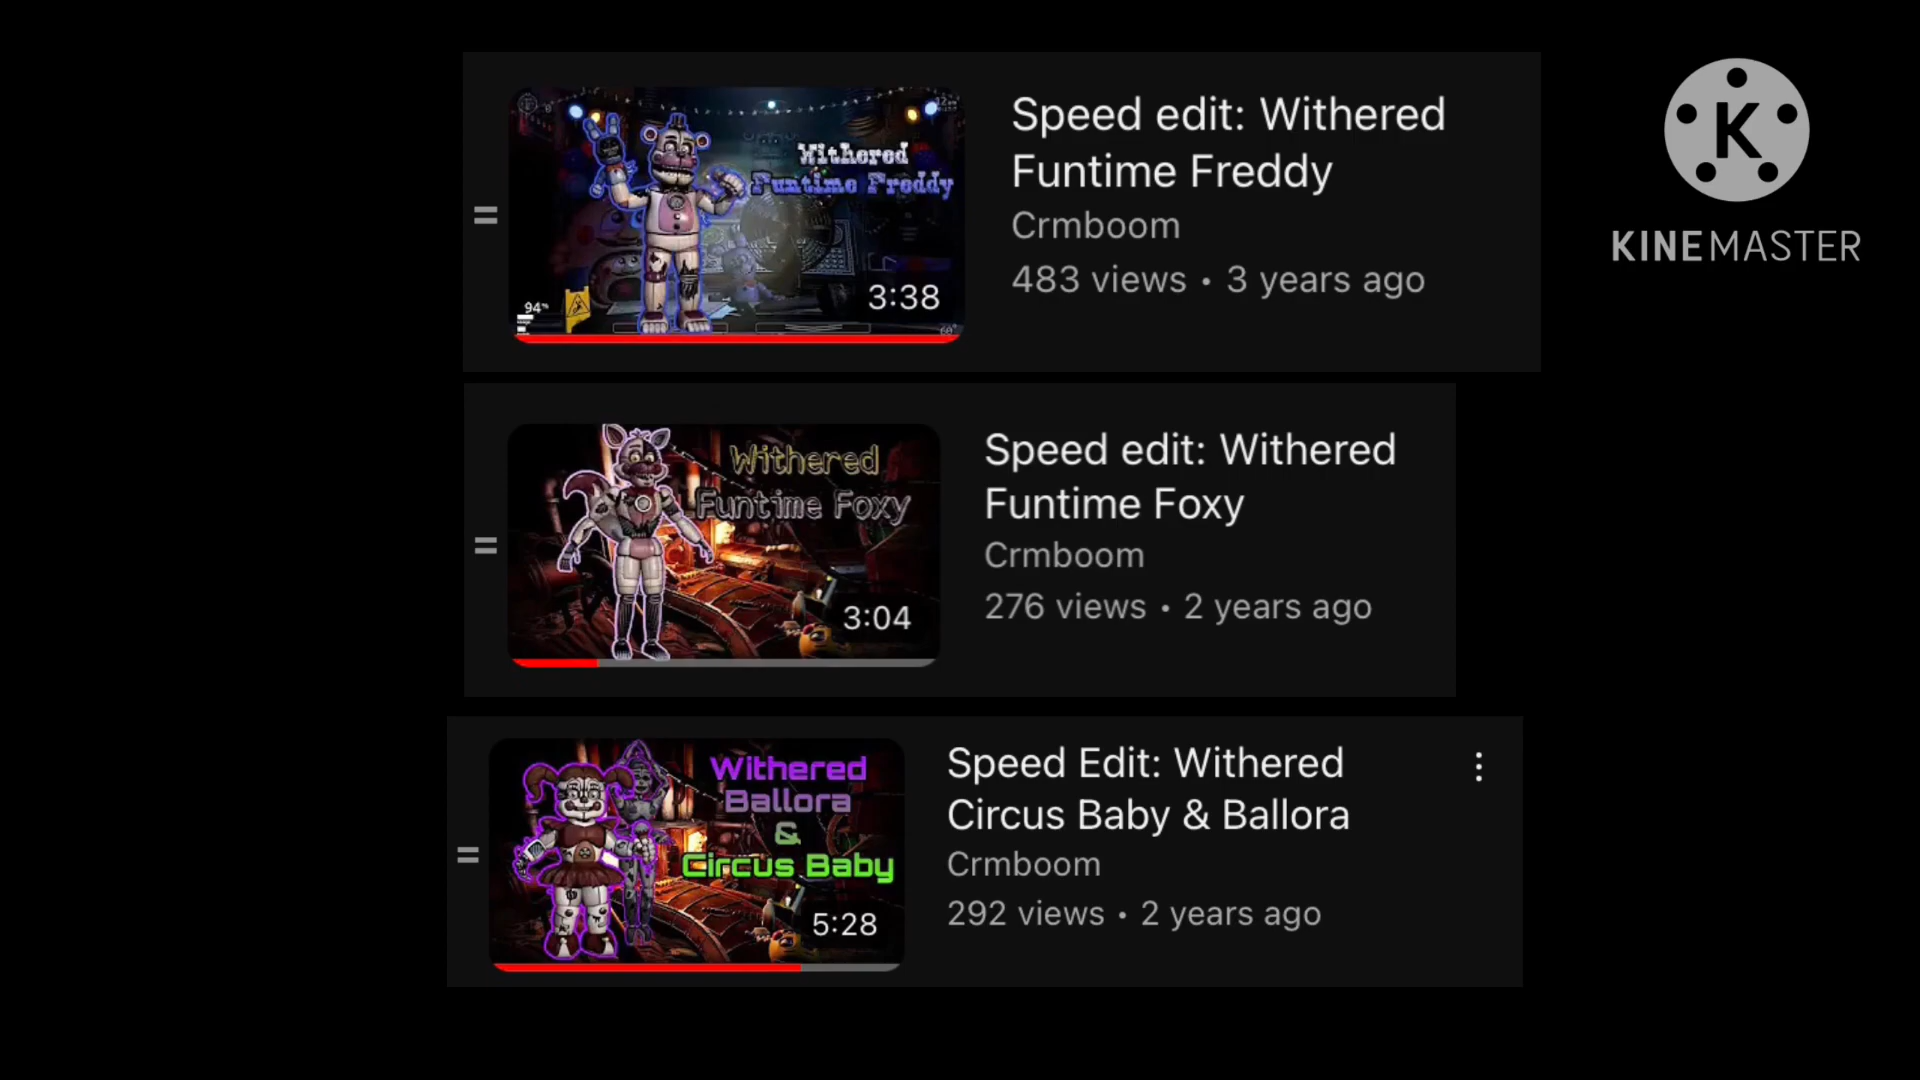 Withered
Funtime Freddy
94%
3:38
Speed edit: Withered
Funtime Freddy
Crmboom
483 views • 3 years ago
K
KINEMASTER
Withered
Funtime Foxy
3:04
Speed edit: Withered
Funtime Foxy
Crmboom
276 views • 2 years ago
Withered
Ballora
&
Circus Baby
5:28
Speed Edit: Withered
Circus Baby & Ballora
Crmboom
292 views • 2 years ago